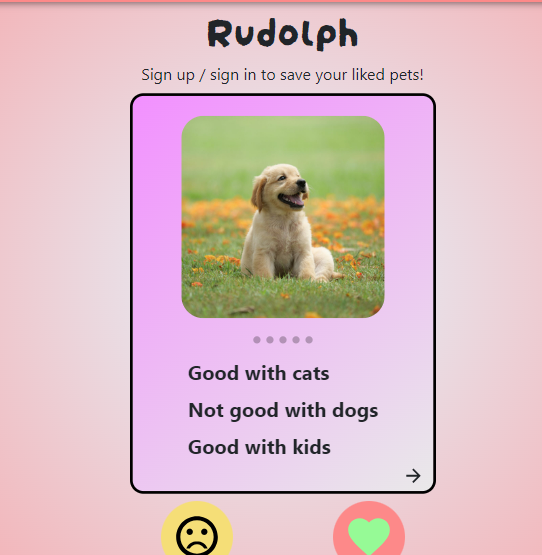 Rudolph
Sign up / sign in to save your liked pets!
Good with cats
Not good with dogs
Good with kids